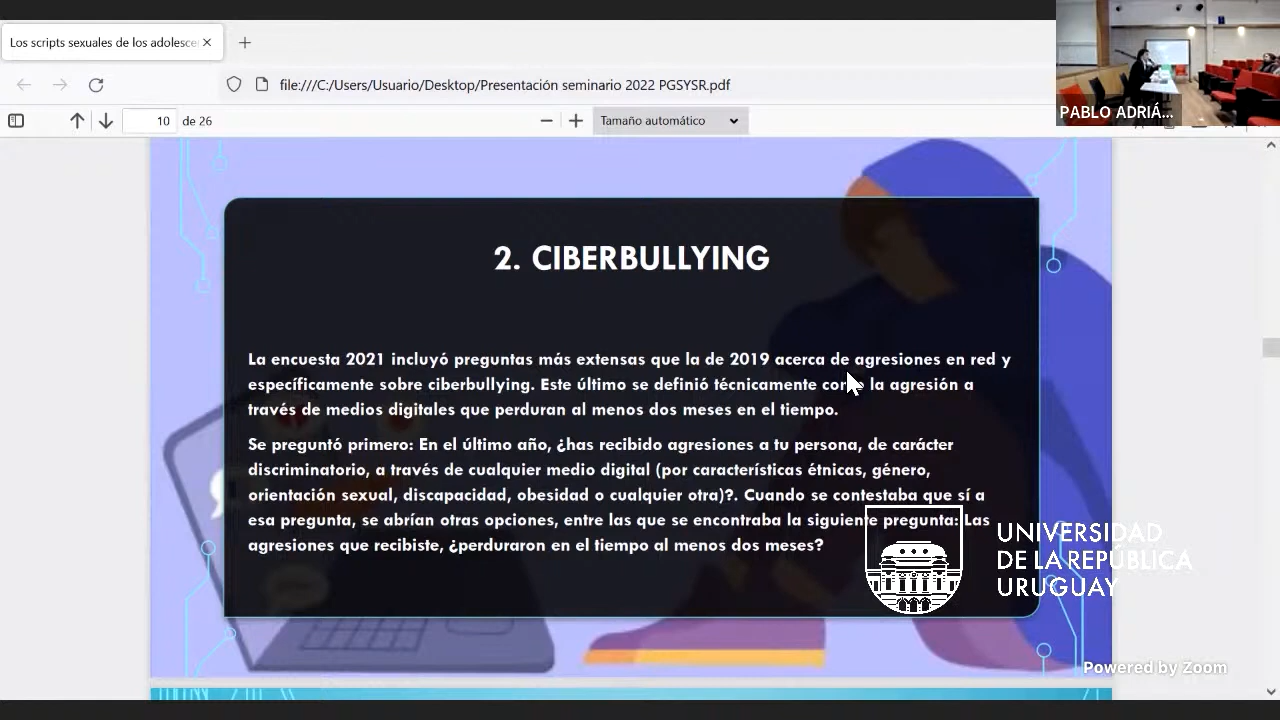 Los scripts sexuales de los adolesce
file:///C:/Users/Usuario/Desktop/Presentación seminario 2022 PGSYSR.pdf
PABLO ADRIÁ...
10 de 26
Tamaño automático
2. CIBERBULLYING
La encuesta 2021 incluyó preguntas más extensas que la de 2019 acerca de agresiones en red y
específicamente sobre ciberbullying. Este último se definió técnicamente como la agresión a
través de medios digitales que perduran al menos dos meses en el tiempo.
Se preguntó primero: En el último año, ¿has recibido agresiones a tu persona, de carácter
discriminatorio, a través de cualquier medio digital (por características étnicas, género,
orientación sexual, discapacidad, obesidad o cualquier otra)?. Cuando se contestaba que sí a
esa pregunta, se abrían otras opciones, entre las que se encontraba la siguiente pregunta: Las
agresiones que recibiste, ¿perduraron en el tiempo al menos dos meses?
UNIVERSIDAD
DE LA REPÚBLICA
URUGUAY
Powered by Zoom